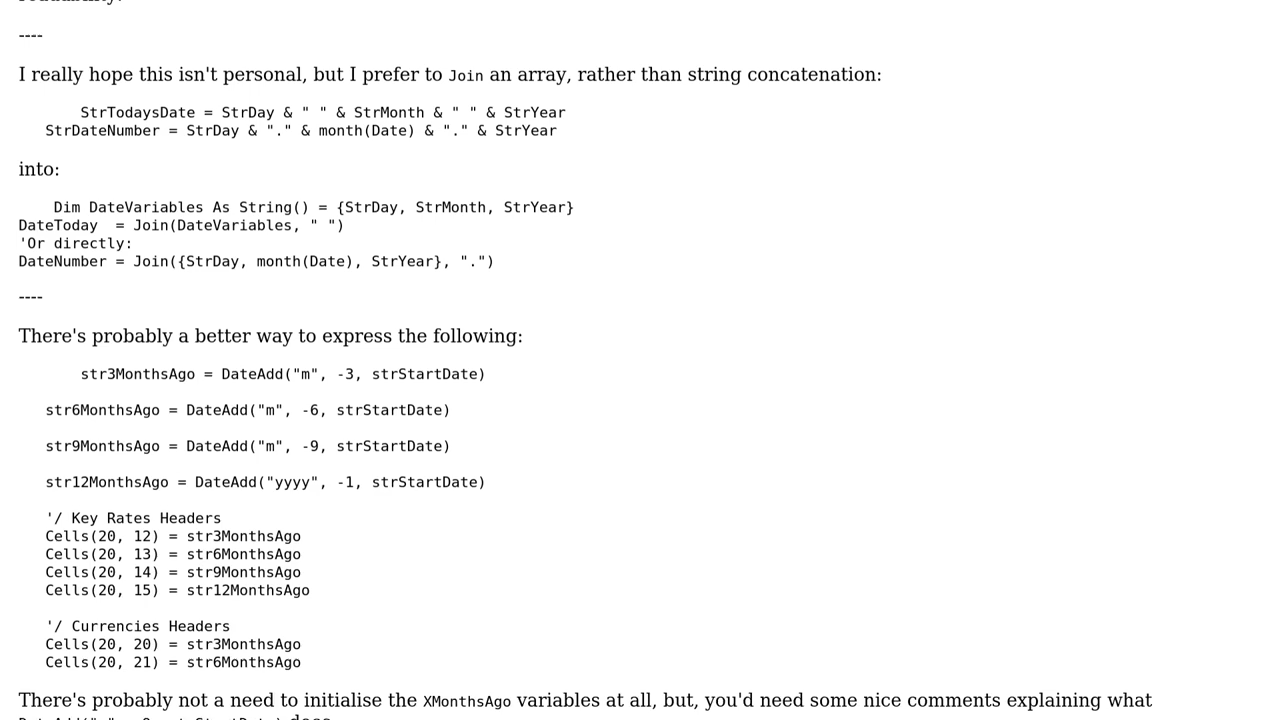 ----
I really hope this isn't personal, but I prefer to Join an array, rather than string concatenation:
StrTodaysDate = StrDay & " " & StrMonth & " " & StrYear
StrDateNumber = StrDay & "." & month(Date) & "." & StrYear
into:
Dim DateVariables As String() = {StrDay, StrMonth, StrYear}
DateToday  = Join(DateVariables, " ")
'Or directly:
DateNumber = Join({StrDay, month(Date), StrYear}, ".")
----
There's probably a better way to express the following:
str3MonthsAgo = DateAdd("m", -3, strStartDate)
str6MonthsAgo = DateAdd("m", -6, strStartDate)
str9MonthsAgo = DateAdd("m", -9, strStartDate)
str12MonthsAgo = DateAdd("yyyy", -1, strStartDate)
'/ Key Rates Headers
Cells(20, 12) = str3MonthsAgo
Cells(20, 13) = str6MonthsAgo
Cells(20, 14) = str9MonthsAgo
Cells(20, 15) = str12MonthsAgo
'/ Currencies Headers
Cells(20, 20) = str3MonthsAgo
Cells(20, 21) = str6MonthsAgo
There's probably not a need to initialise the XMonthsAgo variables at all, but, you'd need some nice comments explaining what